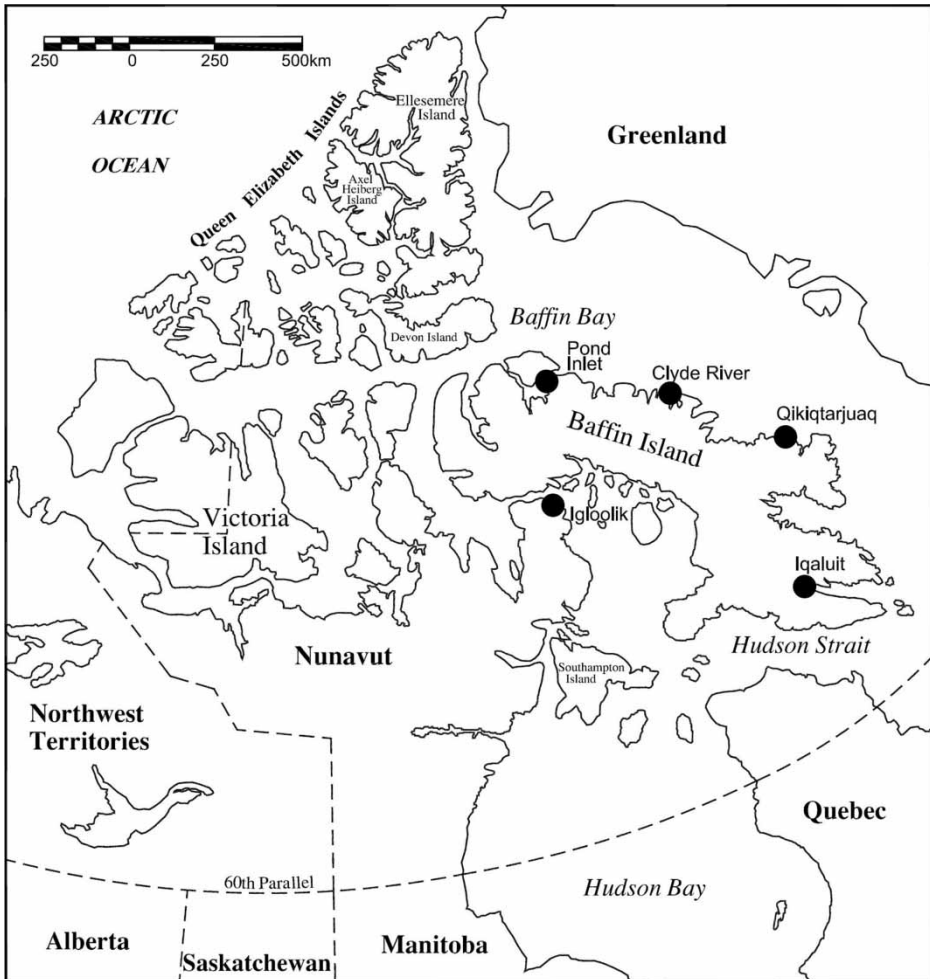 250 0 250 500km
ARCTIC
OCEAN
Queen Elizabeth Islands
Ellesemere
Island
Greenland
Axel
Heiberg
Island
Devon Island
Baffin Bay
Pond
Inlet
Clyde River
Qikiqtarjuaq
Baffin Island
Igloolik
Victoria
Island
Iqaluit
Nunavut
Hudson Strait
Southampton
Island
Northwest
Territories
Quebec
60th Parallel
Hudson Bay
Alberta
Saskatchewan
Manitoba